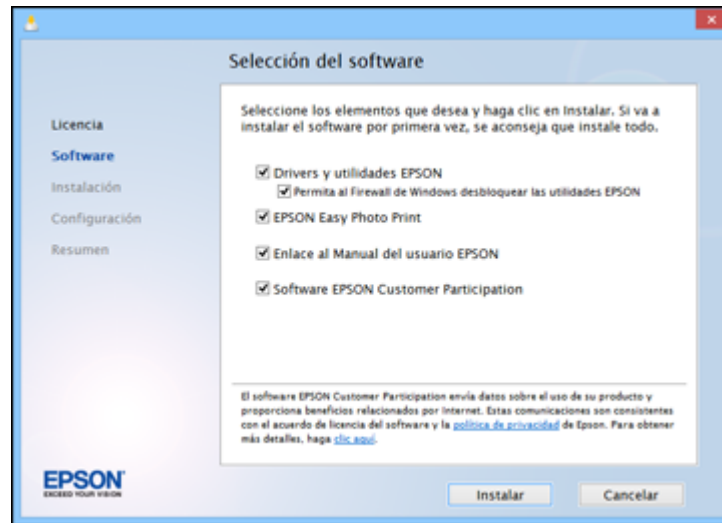 Selección del software
Licencia
Software
Instalación
Configuración
Resumen
Seleccione los elementos que desea y haga clic en Instalar. Si va a
instalar el software por primera vez, se aconseja que instale todo.
Drivers y utilidades EPSON
Permita al Firewall de Windows desbloquear las utilidades EPSON
EPSON Easy Photo Print
Enlace al Manual del usuario EPSON
Software EPSON Customer Participation
El software EPSON Customer Participation envía datos sobre el uso de su producto y
proporciona beneficios relacionados por Internet. Estas comunicaciones son consistentes
con el acuerdo de licencia del software y la política de privacidad de Epson. Para obtener
más detalles, haga clic aquí.
EPSON
EXCEED YOUR VISION
Instalar
Cancelar